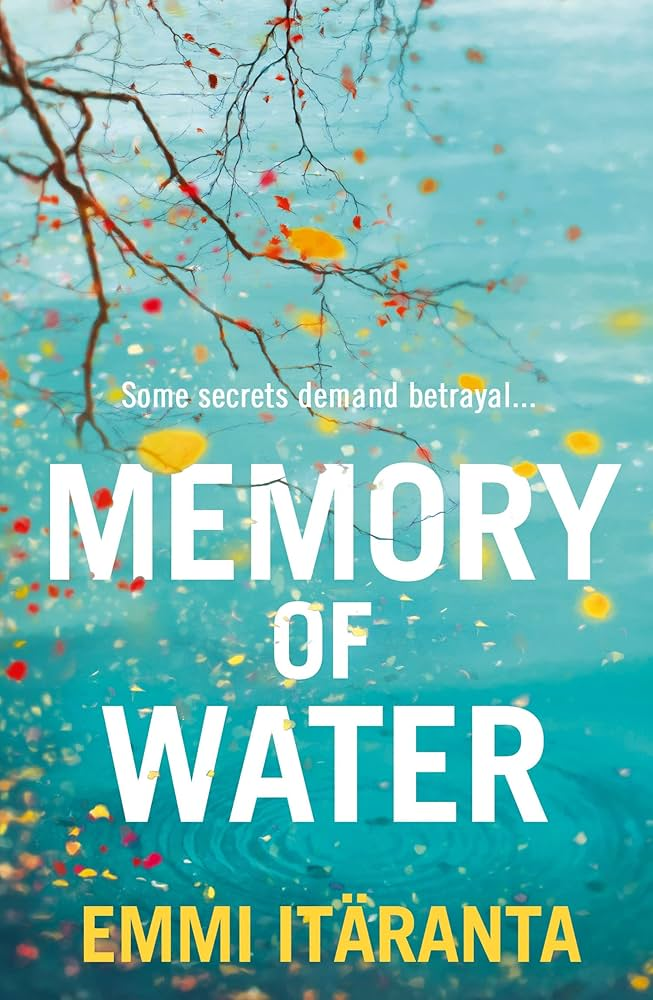 Some secrets demand betrayal...
MEMORY
OF
WATER
EMMI ITÄRANTA